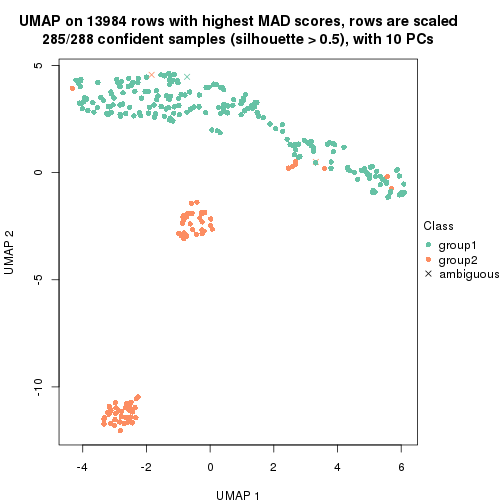 UMAP on 13984 rows with highest MAD scores, rows are scaled
285/288 confident samples (silhouette > 0.5), with 10 PCs
5
0
-5
-10
UMAP 2
-4
-2
0
2
4
6
UMAP 1
Class
group1
group2
ambiguous